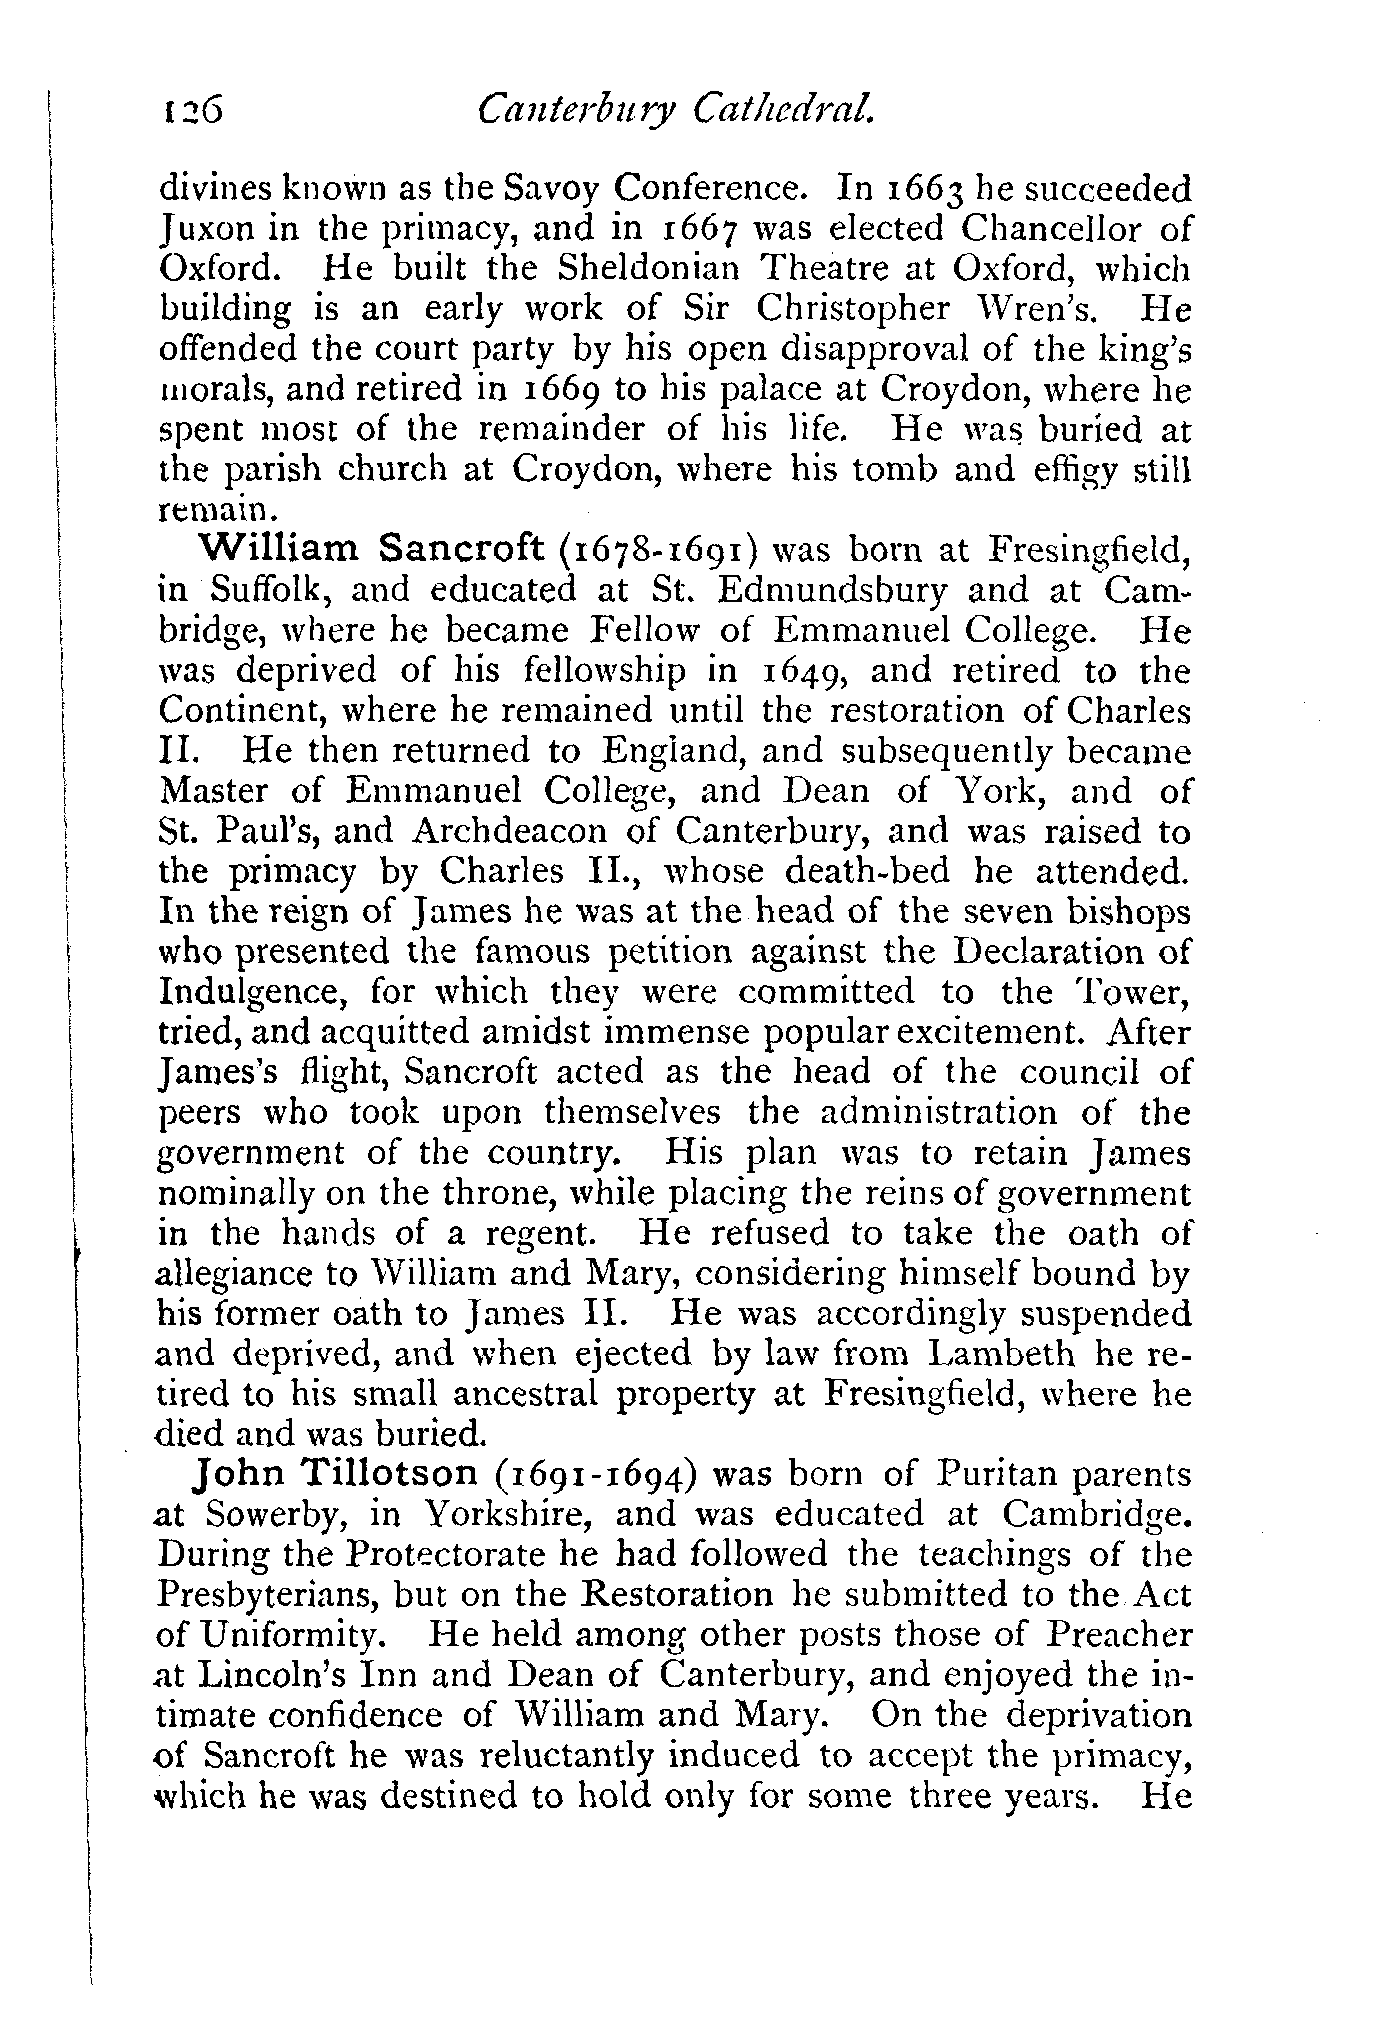 126 Canterbury Cathedral.
divines known as the Savoy Conference. In 1663 he succeeded
Juxon in the primacy, and in 1667 was elected Chancellor of
Oxford. He built the Sheldonian Theatre at Oxford, which
building is an early work of Sir Christopher Wren's. He
offended the court party by his open disapproval of the king's
morals, and retired in 1669 to his palace at Croydon, where he
spent most of the remainder of his life. He was buried at
the parish church at Croydon, where his tomb and effigy still
remain.
William Sancroft (1678-1691) was born at Fresingfield,
in Suffolk, and educated at St. Edmundsbury and at Cam-
bridge, where he became Fellow of Emmanuel College. He
was deprived of his fellowship in 1649, and retired to the
Continent, where he remained until the restoration of Charles
II. He then returned to England, and subsequently became
Master of Emmanuel College, and Dean of York, and of
St. Paul's, and Archdeacon of Canterbury, and was raised to
the primacy by Charles II., whose death-bed he attended.
In the reign of James he was at the head of the seven bishops
who presented the famous petition against the Declaration of
Indulgence, for which they were committed to the Tower,
tried, and acquitted amidst immense popular excitement. After
James's flight, Sancroft acted as the head of the council of
peers who took upon themselves the administration of the
government of the country. His plan was to retain James
nominally on the throne, while placing the reins of government
in the hands of a regent. He refused to take the oath of
allegiance to William and Mary, considering himself bound by
his former oath to James II. He was accordingly suspended
and deprived, and when ejected by law from Lambeth he re-
tired to his small ancestral property at Fresingfield, where he
died and was buried.
John Tillotson (1691-1694) was born of Puritan parents
at Sowerby, in Yorkshire, and was educated at Cambridge.
During the Protectorate he had followed the teachings of the
Presbyterians, but on the Restoration he submitted to the Act
of Uniformity. He held among other posts those of Preacher
at Lincoln's Inn and Dean of Canterbury, and enjoyed the in-
timate confidence of William and Mary. On the deprivation
of Sancroft he was reluctantly induced to accept the primacy,
which he was destined to hold only for some three years. He